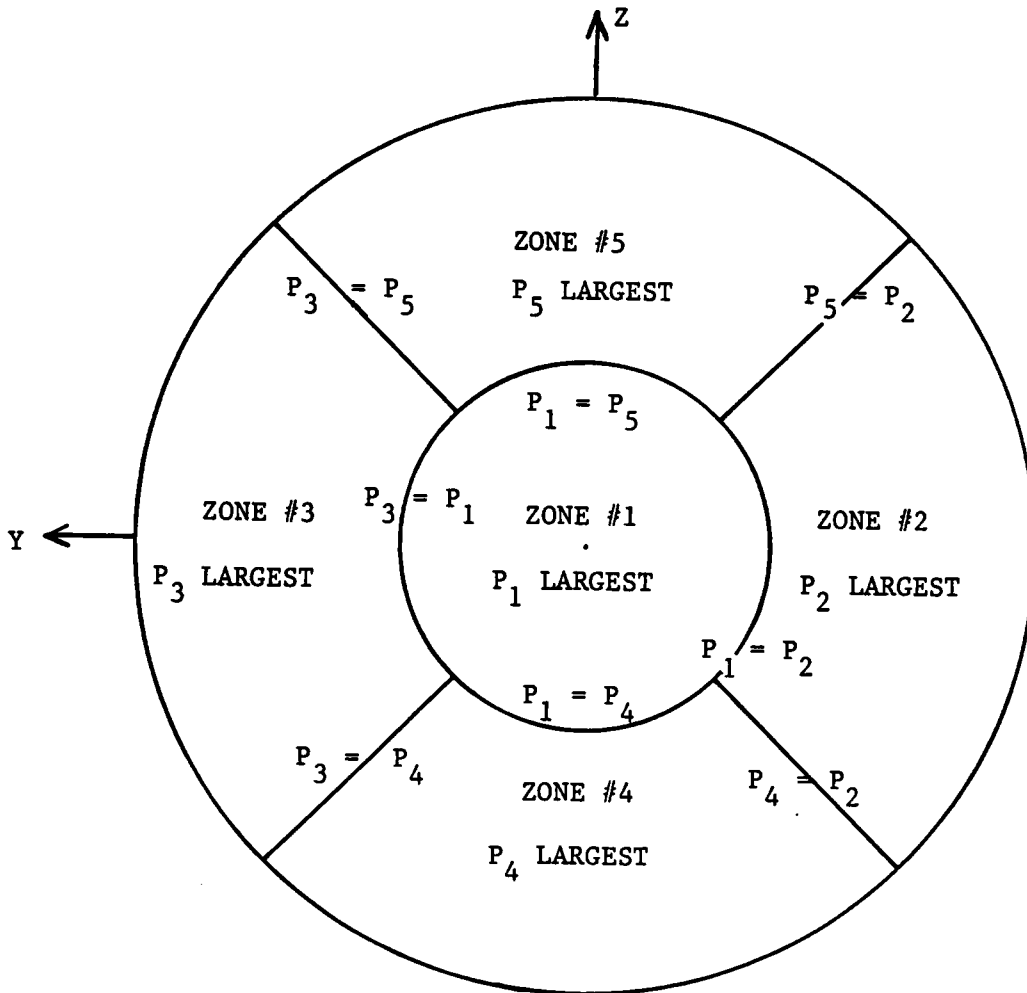 Z
ZONE #5
P₅ LARGEST
P₃ = P₅
P₅ = P₂
P₁ = P₅
P₃ = P₁
ZONE #3
P₃ LARGEST
ZONE #1
P₁ LARGEST
ZONE #2
P₂ LARGEST
Y
P₁ = P₂
P₁ = P₄
P₃ = P₄
P₄ = P₂
ZONE #4
P₄ LARGEST